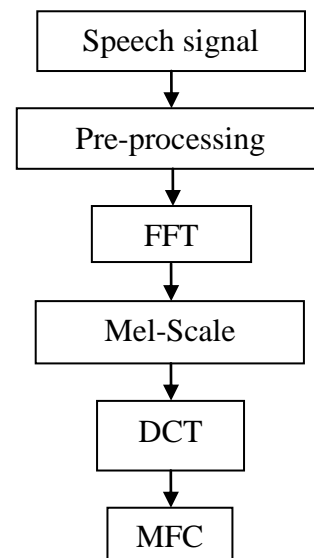 Speech signal
Pre-processing
FFT
Mel-Scale
DCT
MFC